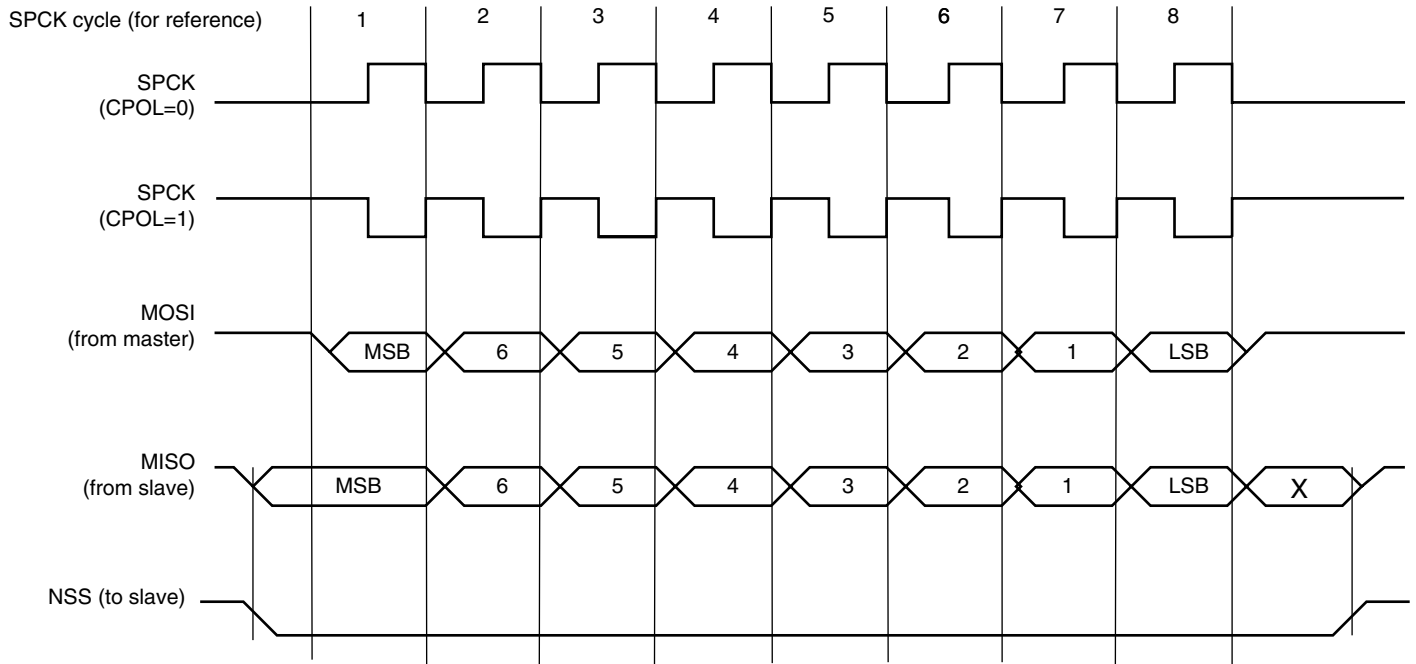 SPCK cycle (for reference) 1 2 3 4 5 6 7 8
SPCK
(CPOL=0)
SPCK
(CPOL=1)
MOSI
(from master)
MSB 6 5 4 3 2 1 LSB
MISO
(from slave)
MSB 6 5 4 3 2 1 LSB X
NSS (to slave)